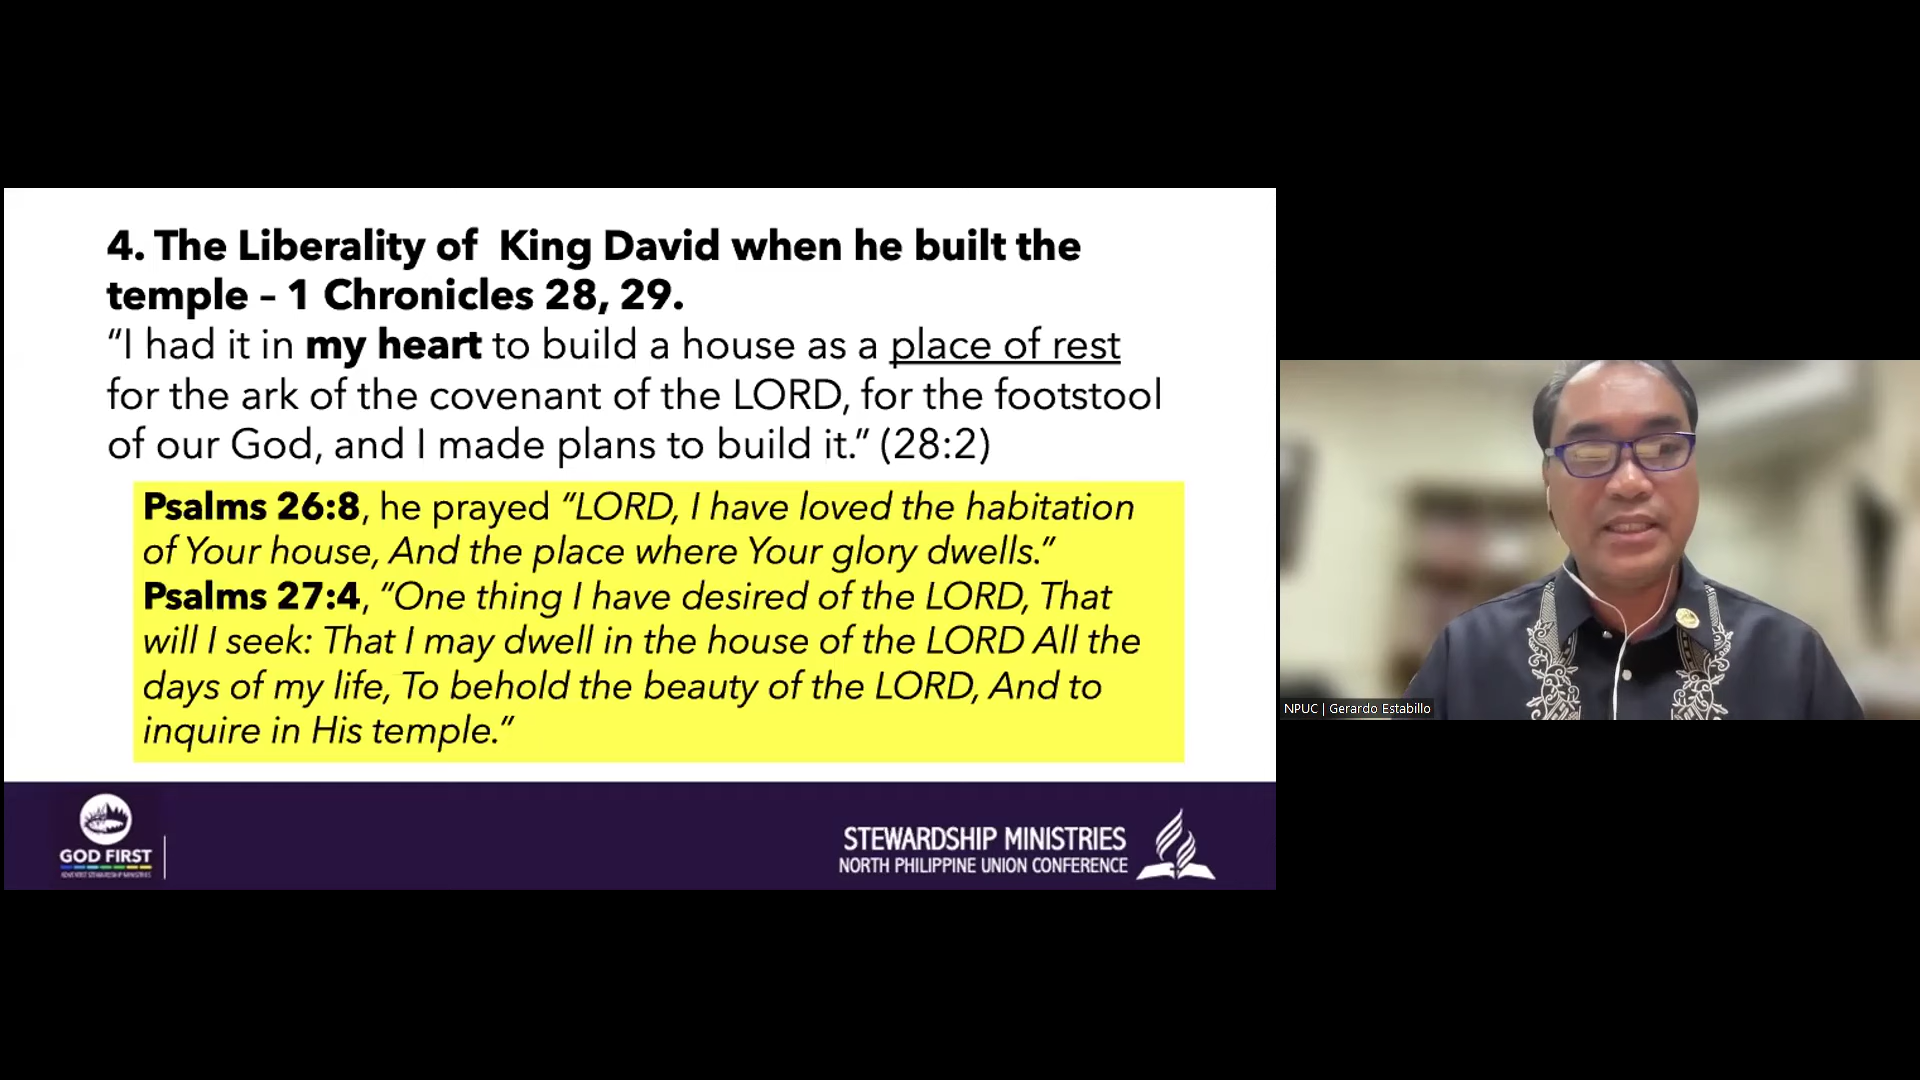 4. The Liberality of King David when he built the
temple – 1 Chronicles 28, 29.
“I had it in my heart to build a house as a place of rest
for the ark of the covenant of the LORD, for the footstool
of our God, and I made plans to build it.” (28:2)
Psalms 26:8, he prayed “LORD, I have loved the habitation
of Your house, And the place where Your glory dwells.”
Psalms 27:4, “One thing I have desired of the LORD, That
will I seek: That I may dwell in the house of the LORD All the
days of my life, To behold the beauty of the LORD, And to
inquire in His temple.”
GOD FIRST
ADVENTIST STEWARDSHIP MINISTRIES
STEWARDSHIP MINISTRIES
NORTH PHILIPPINE UNION CONFERENCE
NPUC | Gerardo Estabillo